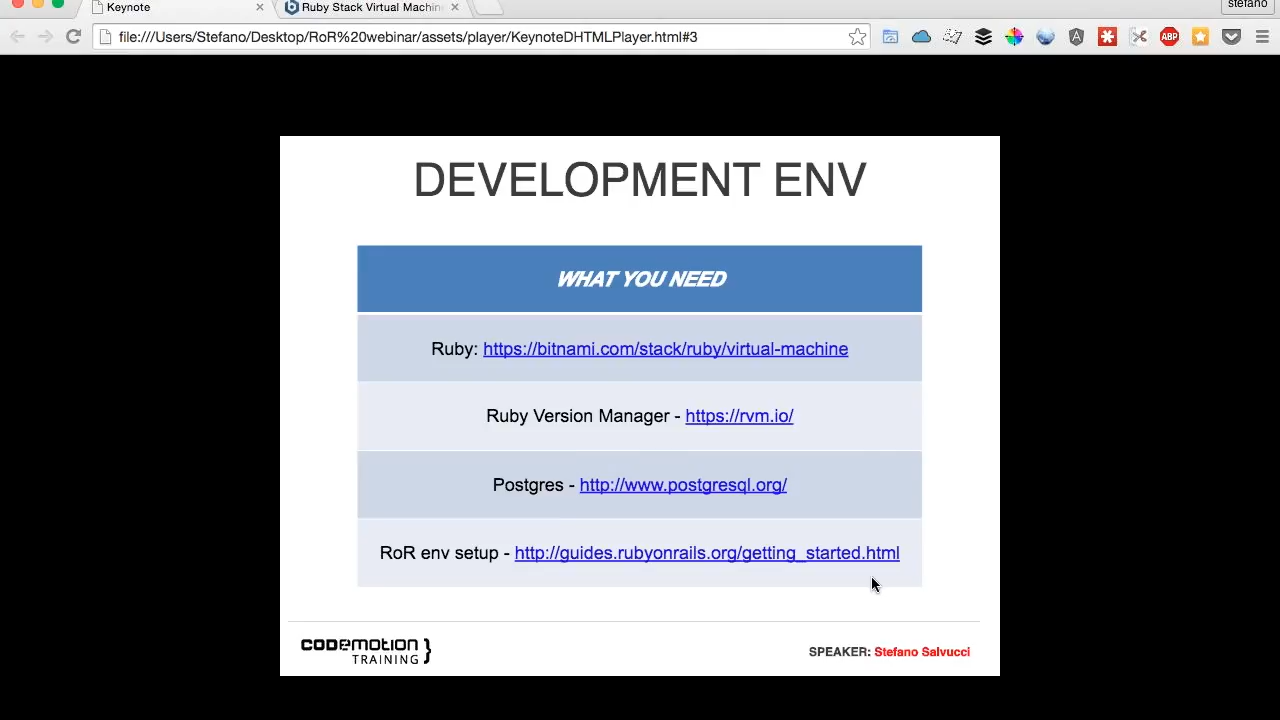 Keynote
Ruby Stack Virtual Machin
stefano
file:///Users/Stefano/Desktop/RoR%20webinar/assets/player/KeynoteDHTMLPlayer.html#3
ABP
DEVELOPMENT ENV
WHAT YOU NEED
Ruby: https://bitnami.com/stack/ruby/virtual-machine
Ruby Version Manager - https://rvm.io/
Postgres - http://www.postgresql.org/
RoR env setup - http://guides.rubyonrails.org/getting_started.html
CODEMOTION
TRAINING }
SPEAKER: Stefano Salvucci